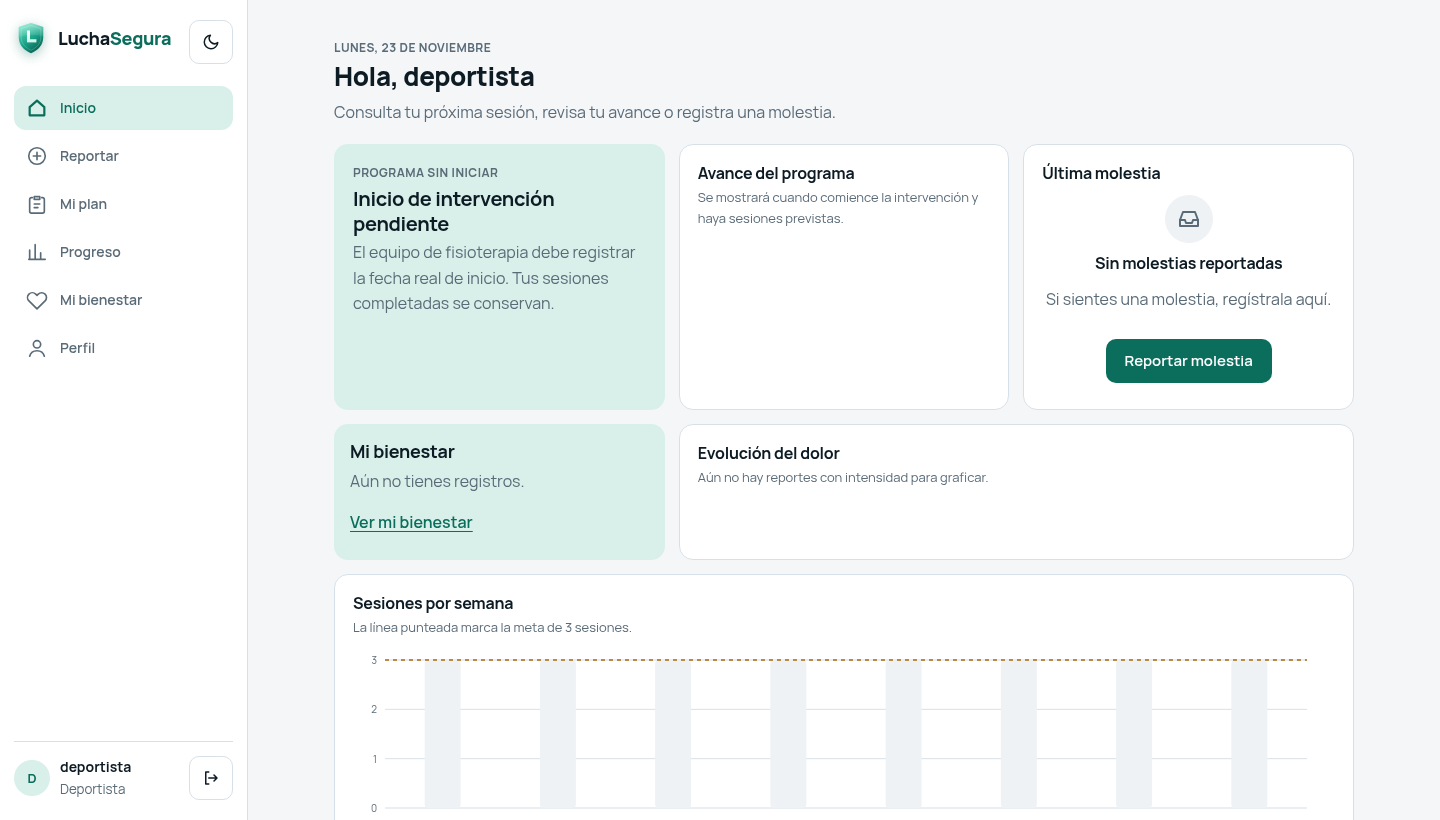 LuchaSegura
Inicio
Reportar
Mi plan
Progreso
Mi bienestar
Perfil
D
deportista
Deportista
LUNES, 23 DE NOVIEMBRE
Hola, deportista
Consulta tu próxima sesión, revisa tu avance o registra una molestia.
PROGRAMA SIN INICIAR
Inicio de intervención
pendiente
El equipo de fisioterapia debe registrar
la fecha real de inicio. Tus sesiones
completadas se conservan.
Avance del programa
Se mostrará cuando comience la intervención y
haya sesiones previstas.
Última molestia
Sin molestias reportadas
Si sientes una molestia, regístrala aquí.
Reportar molestia
Mi bienestar
Aún no tienes registros.
Ver mi bienestar
Evolución del dolor
Aún no hay reportes con intensidad para graficar.
Sesiones por semana
La línea punteada marca la meta de 3 sesiones.
3
2
1
0